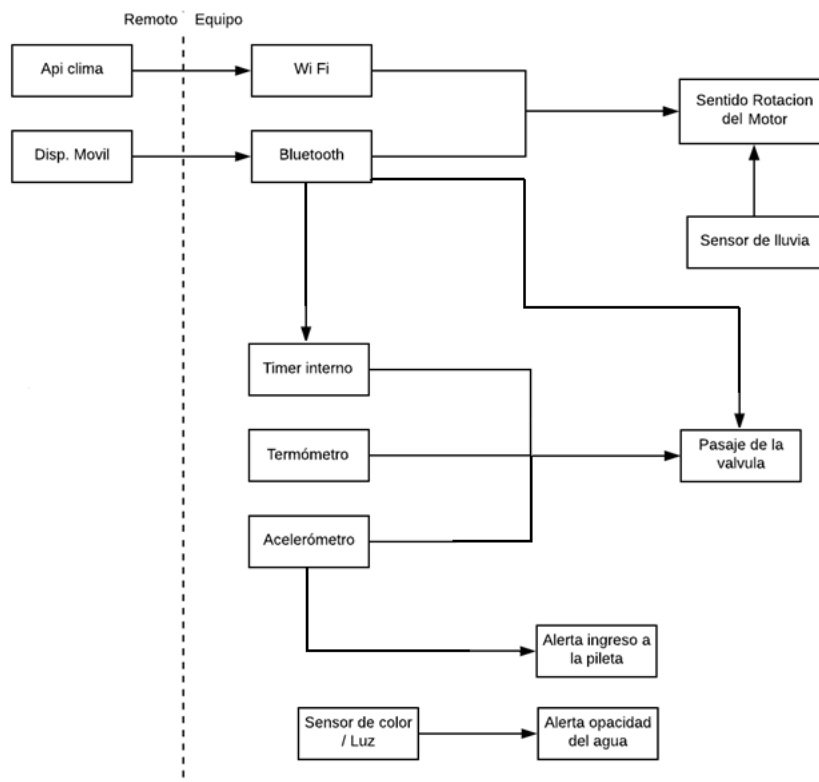 Remoto
Equipo
Api clima
Wi Fi
Sentido Rotacion
del Motor
Disp. Movil
Bluetooth
Sensor de lluvia
Timer interno
Termómetro
Pasaje de la
valvula
Acelerómetro
Alerta ingreso a
la pileta
Sensor de color
/ Luz
Alerta opacidad
del agua